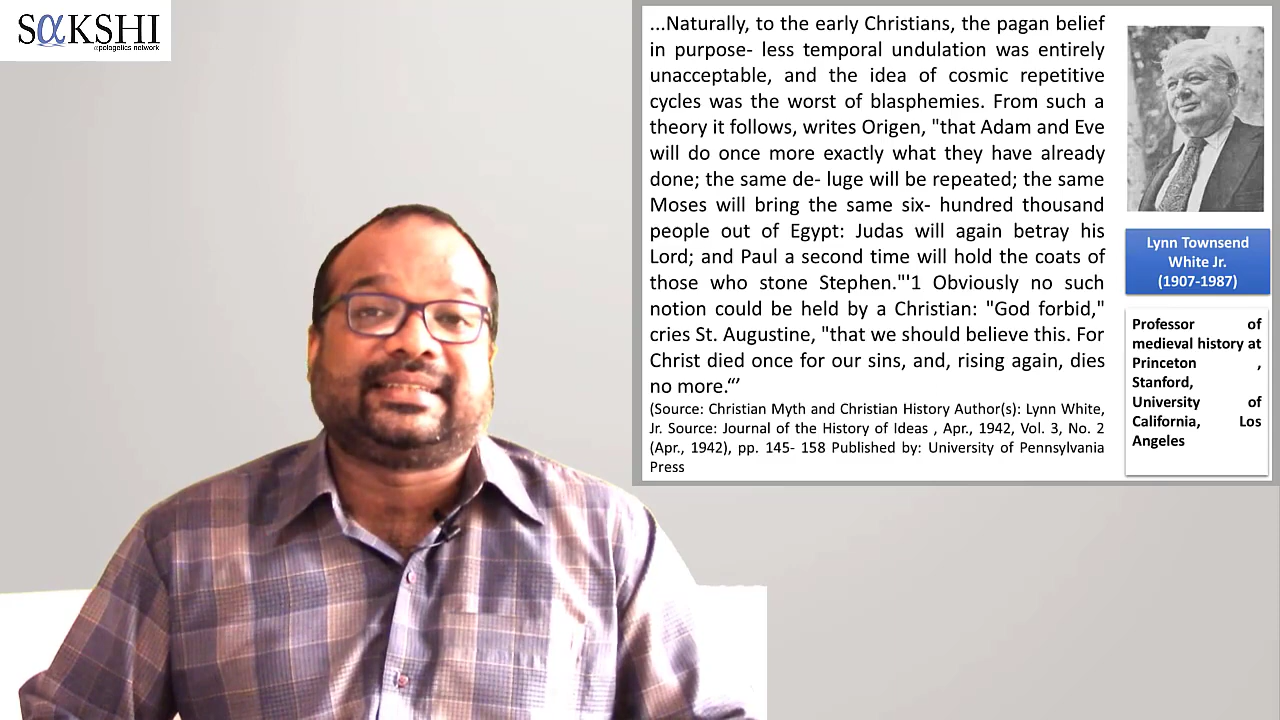 SαKSHI
αpologetics network
...Naturally, to the early Christians, the pagan belief
in purpose- less temporal undulation was entirely
unacceptable, and the idea of cosmic repetitive
cycles was the worst of blasphemies. From such a
theory it follows, writes Origen, "that Adam and Eve
will do once more exactly what they have already
done; the same de- luge will be repeated; the same
Moses will bring the same six- hundred thousand
people out of Egypt: Judas will again betray his
Lord; and Paul a second time will hold the coats of
those who stone Stephen."'1 Obviously no such
notion could be held by a Christian: "God forbid,"
cries St. Augustine, "that we should believe this. For
Christ died once for our sins, and, rising again, dies
no more.“’
(Source: Christian Myth and Christian History Author(s): Lynn White,
Jr. Source: Journal of the History of Ideas , Apr., 1942, Vol. 3, No. 2
(Apr., 1942), pp. 145- 158 Published by: University of Pennsylvania
Press
Lynn Townsend
White Jr.
(1907-1987)
Professor of
medieval history at
Princeton ,
Stanford,
University of
California, Los
Angeles